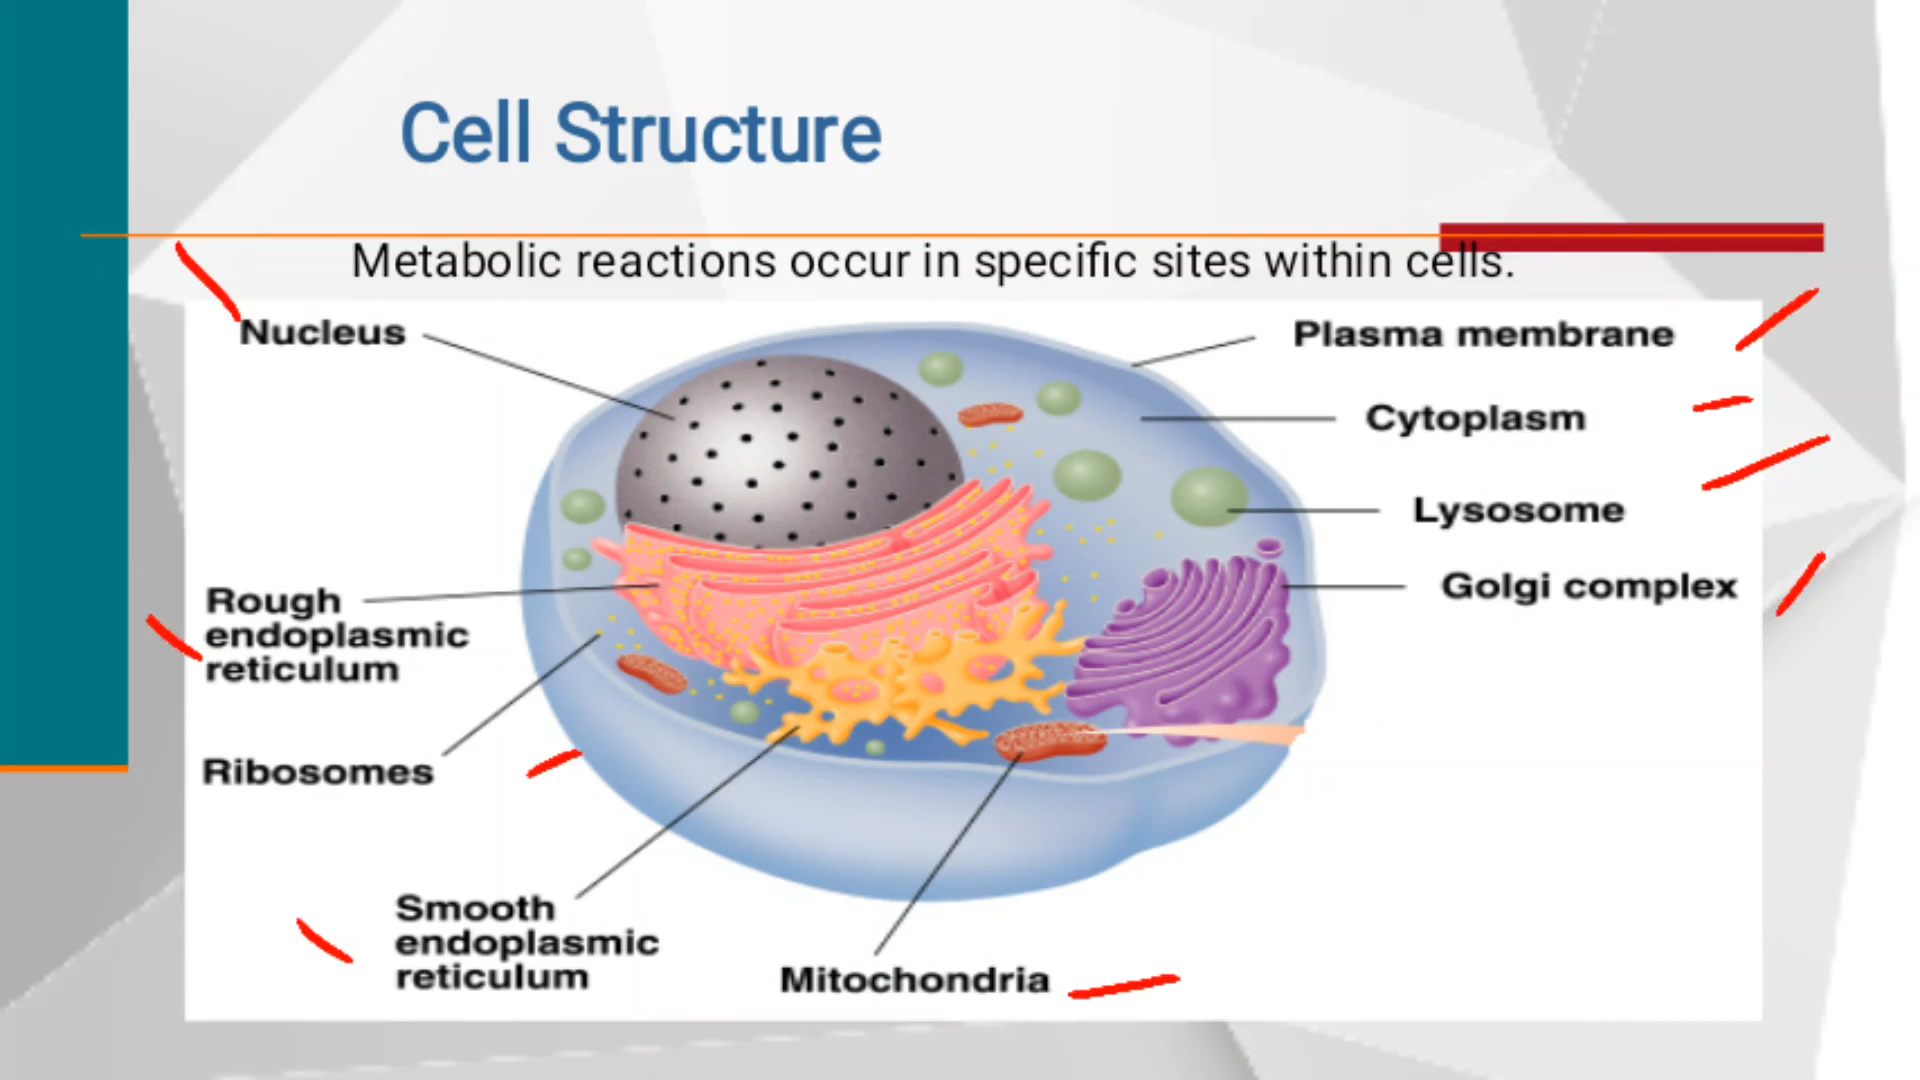 Cell Structure
Metabolic reactions occur in specific sites within cells.
Nucleus
Plasma membrane
Cytoplasm
Lysosome
Golgi complex
Rough
endoplasmic
reticulum
Ribosomes
Smooth
endoplasmic
reticulum
Mitochondria